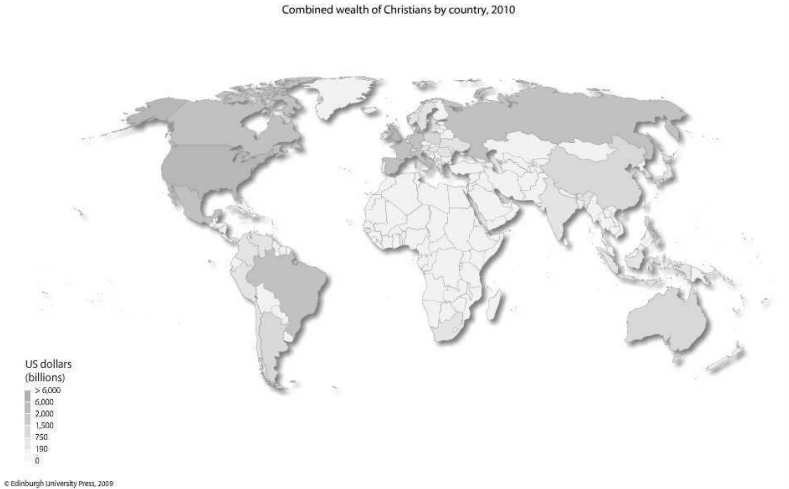 Combined wealth of Christians by country, 2010
US dollars
(billions)
> 6,000
6,000
2,000
1,500
750
190
0
© Edinburgh University Press, 2009